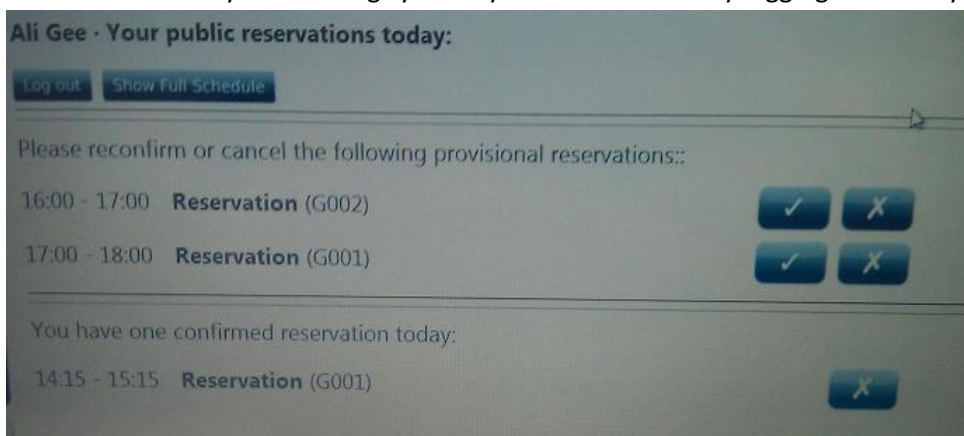 Ali Gee · Your public reservations today:
Log out Show Full Schedule
Please reconfirm or cancel the following provisional reservations::
16:00 - 17:00 Reservation (G002) ✓ ✗
17:00 - 18:00 Reservation (G001) ✓ ✗
You have one confirmed reservation today:
14:15 - 15:15 Reservation (G001) ✗